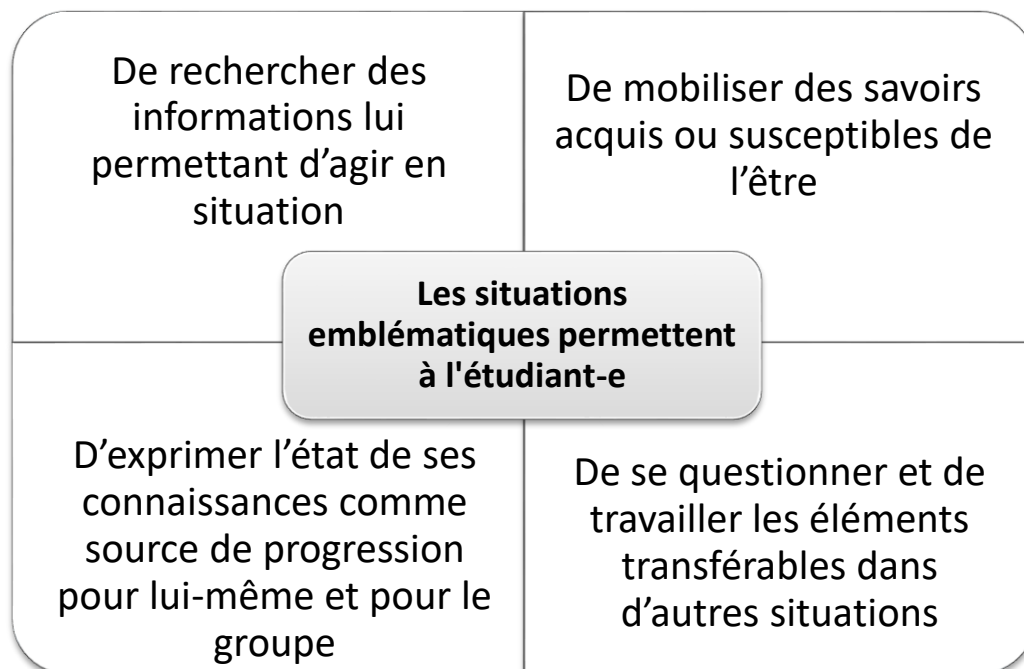 De rechercher des
informations lui
permettant d’agir en
situation
De mobiliser des savoirs
acquis ou susceptibles de
l’être
Les situations
emblématiques permettent
à l'étudiant-e
D’exprimer l’état de ses
connaissances comme
source de progression
pour lui-même et pour le
groupe
De se questionner et de
travailler les éléments
transférables dans
d’autres situations